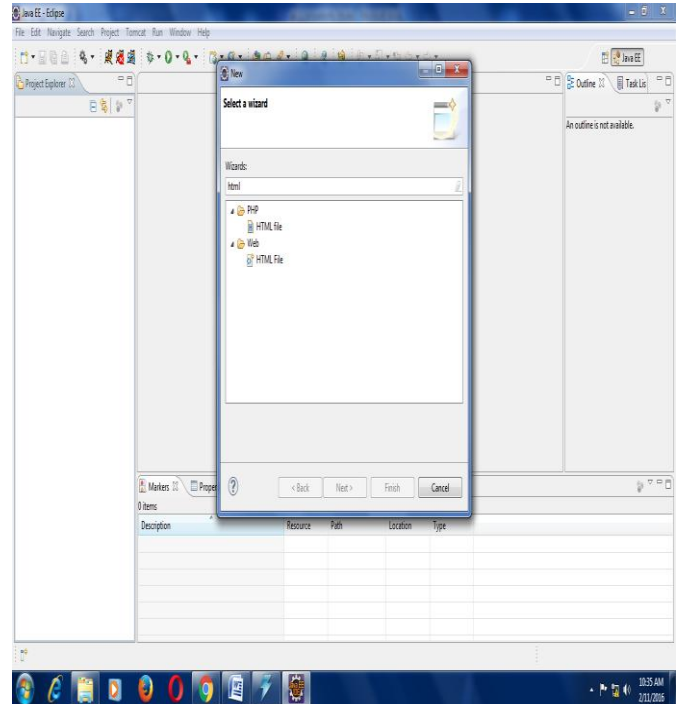 Java EE - Eclipse
File Edit Navigate Search Project Tomcat Run Window Help
Java EE
Project Explorer
New
Outline
Task Lis
Select a wizard
An outline is not available.
Wizards:
html
PHP
HTML file
Web
HTML File
< Back Next > Finish Cancel
Markers
Proper
0 items
Description Resource Path Location Type
10:35 AM
2/11/2016